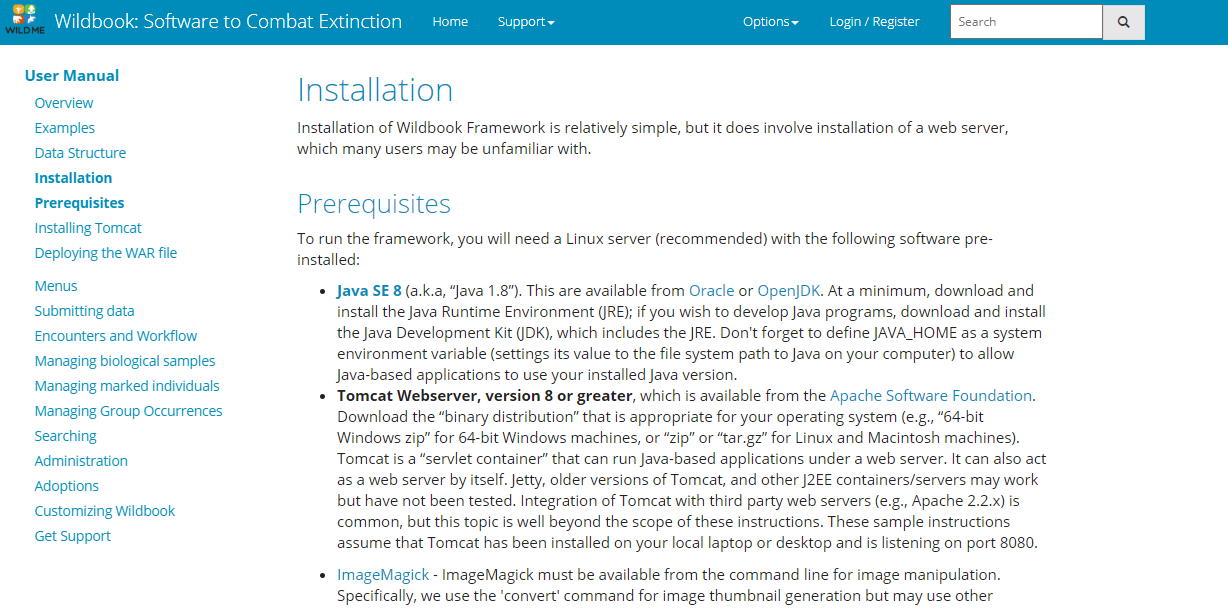 WILD ME
Wildbook: Software to Combat Extinction
Home
Support
Options
Login / Register
Search
User Manual
Overview
Examples
Data Structure
Installation
Prerequisites
Installing Tomcat
Deploying the WAR file
Menus
Submitting data
Encounters and Workflow
Managing biological samples
Managing marked individuals
Managing Group Occurrences
Searching
Administration
Adoptions
Customizing Wildbook
Get Support
Installation
Installation of Wildbook Framework is relatively simple, but it does involve installation of a web server,
which many users may be unfamiliar with.
Prerequisites
To run the framework, you will need a Linux server (recommended) with the following software pre-
installed:
• Java SE 8 (a.k.a, “Java 1.8”). This are available from Oracle or OpenJDK. At a minimum, download and
install the Java Runtime Environment (JRE); if you wish to develop Java programs, download and install
the Java Development Kit (JDK), which includes the JRE. Don't forget to define JAVA_HOME as a system
environment variable (settings its value to the file system path to Java on your computer) to allow
Java-based applications to use your installed Java version.
• Tomcat Webserver, version 8 or greater, which is available from the Apache Software Foundation.
Download the “binary distribution” that is appropriate for your operating system (e.g., “64-bit
Windows zip” for 64-bit Windows machines, or “zip” or “tar.gz” for Linux and Macintosh machines).
Tomcat is a “servlet container” that can run Java-based applications under a web server. It can also act
as a web server by itself. Jetty, older versions of Tomcat, and other J2EE containers/servers may work
but have not been tested. Integration of Tomcat with third party web servers (e.g., Apache 2.2.x) is
common, but this topic is well beyond the scope of these instructions. These sample instructions
assume that Tomcat has been installed on your local laptop or desktop and is listening on port 8080.
• ImageMagick - ImageMagick must be available from the command line for image manipulation.
Specifically, we use the 'convert' command for image thumbnail generation but may use other